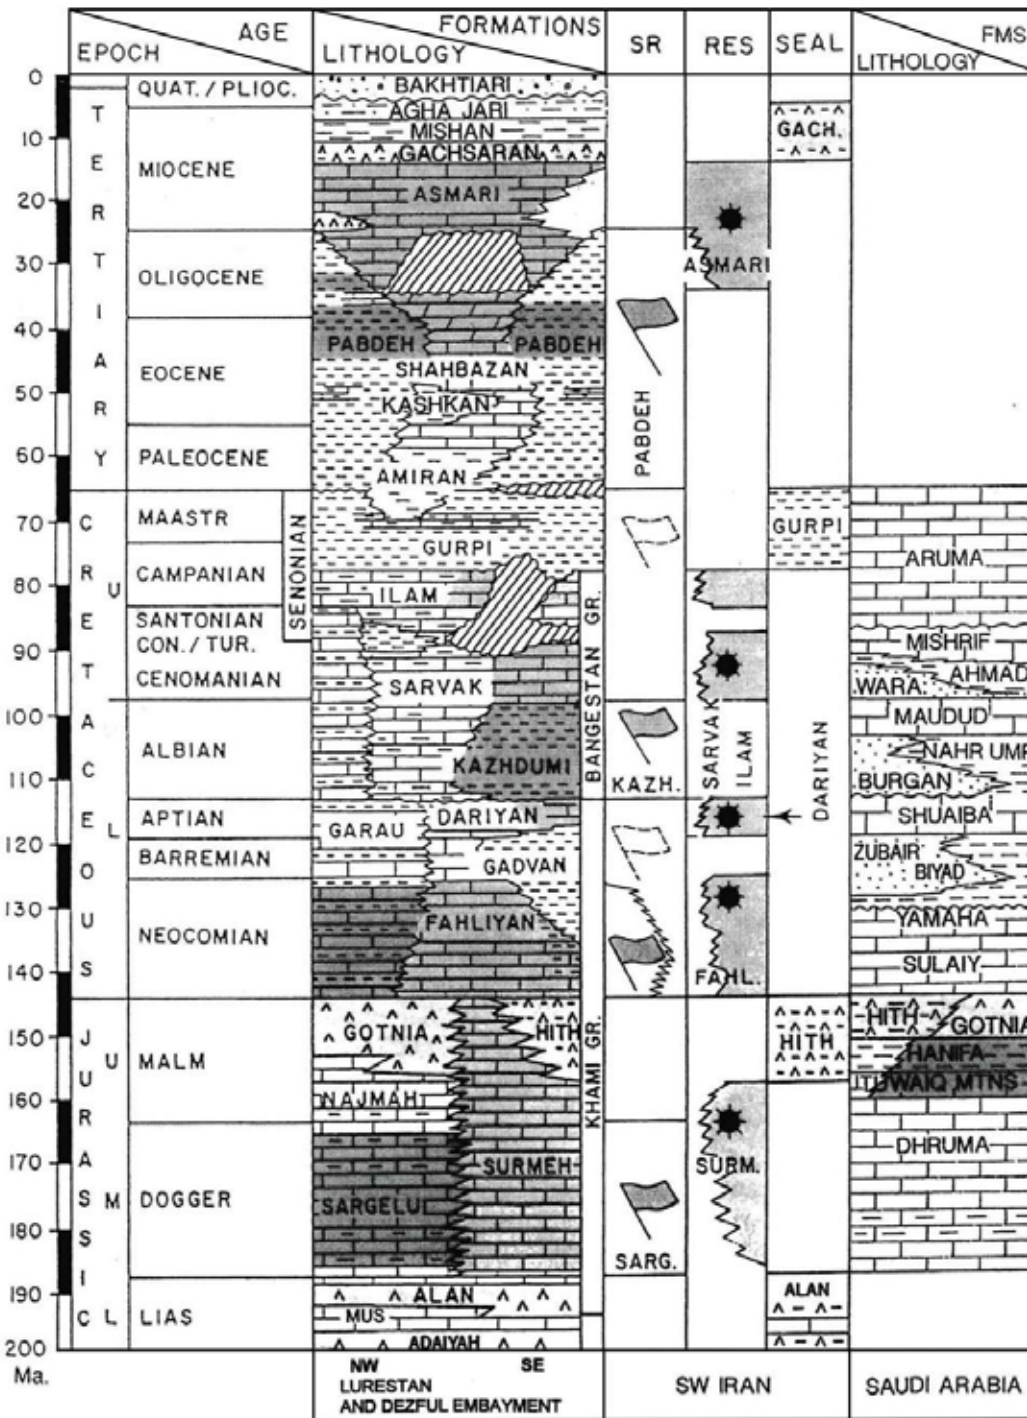 AGE
EPOCH
FORMATIONS
LITHOLOGY
SR
RES
SEAL
FMS
LITHOLOGY
0
10
20
30
40
50
60
70
80
90
100
110
120
130
140
150
160
170
180
190
200
Ma.
TERTIARY
CRETACEOUS
U
L
JURASSIC
U
M
L
QUAT. / PLIOC.
MIOCENE
OLIGOCENE
EOCENE
PALEOCENE
MAASTR
CAMPANIAN
SANTONIAN
CON. / TUR.
CENOMANIAN
ALBIAN
APTIAN
BARREMIAN
NEOCOMIAN
MALM
DOGGER
LIAS
SENONIAN
BAKHTIARI
AGHA JARI
MISHAN
GACHSARAN
ASMARI
PABDEH PABDEH
SHAHBAZAN
KASHKAN
AMIRAN
GURPI
ILAM
SARVAK
KAZHDUMI
DARIYAN
GARAU
GADVAN
FAHLIYAN
GOTNIA HITH
NAJMAH
SURMEH
SARGELU
ALAN
MUS
ADAIYAH
BANGESTAN GR.
KHAMI GR.
PABDEH
KAZH.
SARG.
ASMARI
SARVAK
ILAM
FAHL.
SURM.
GACH.
GURPI
DARIYAN
HITH
ALAN
ARUMA
MISHRIF
AHMAD
WARA
MAUDUD
NAHR UMR
BURGAN
SHUAIBA
ZUBAIR
BIYAD
YAMAHA
SULAIY
HITH
GOTNIA
HANIFA
TUWAIQ MTNS
DHRUMA
NW SE
LURESTAN
AND DEZFUL EMBAYMENT
SW IRAN
SAUDI ARABIA